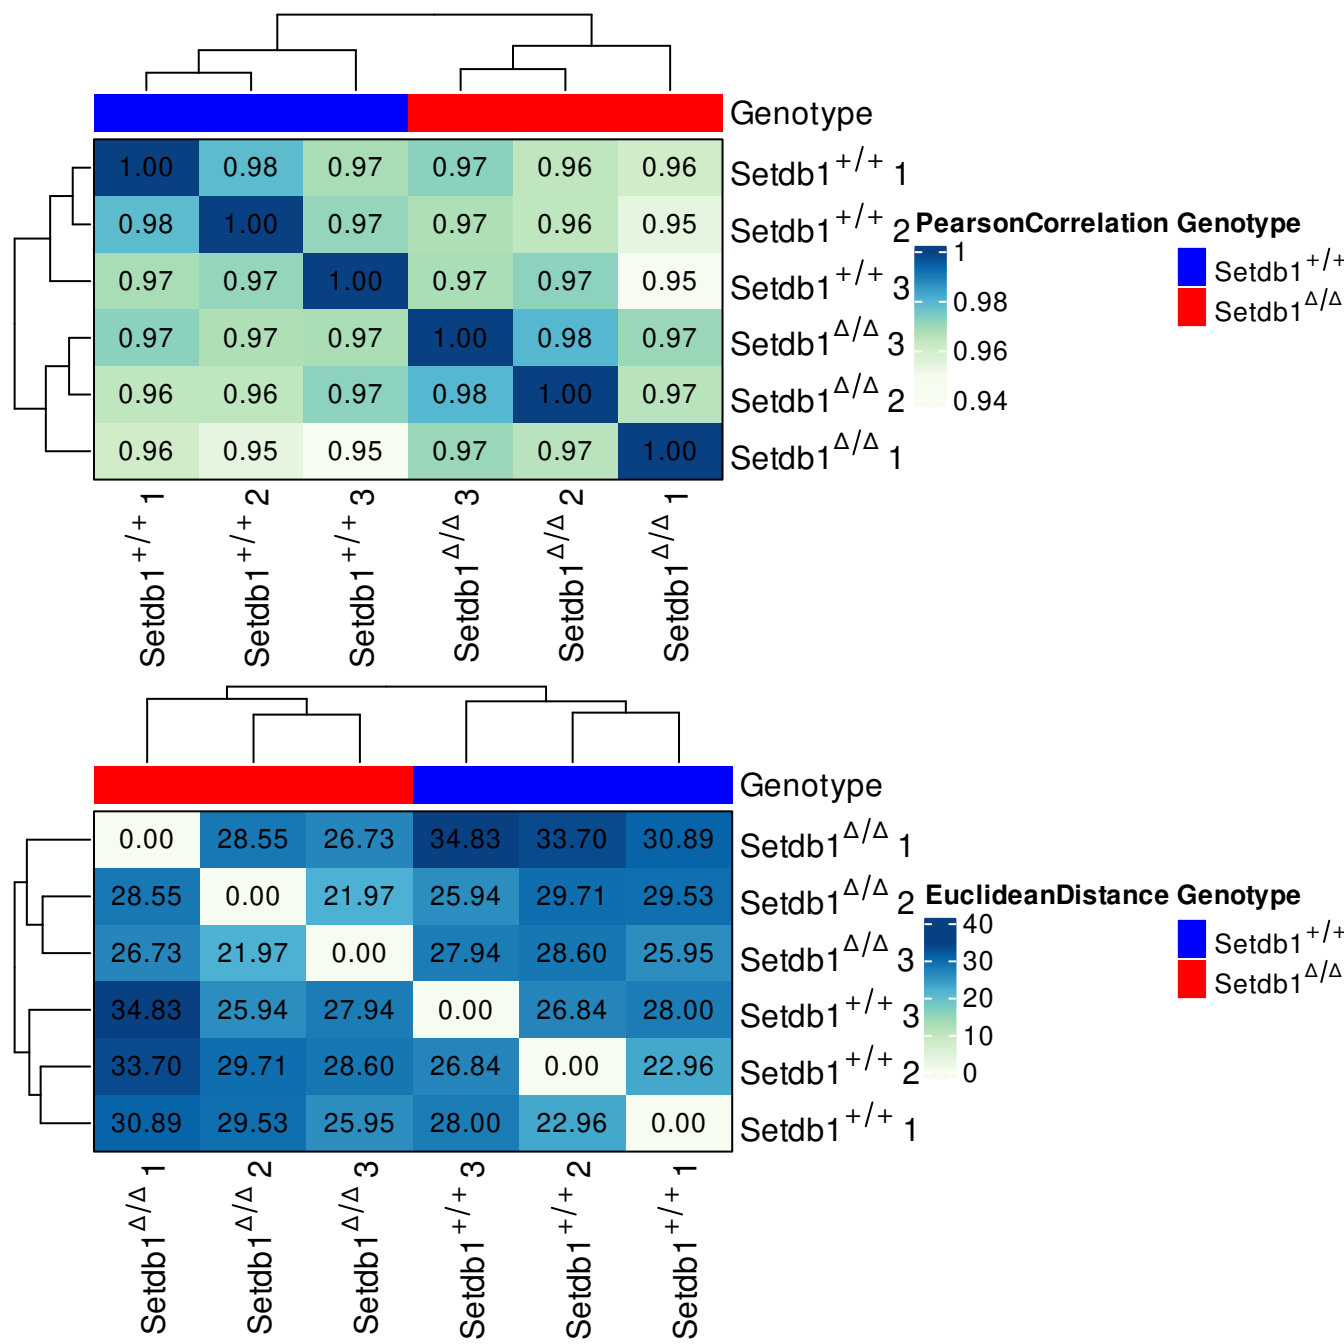 Genotype
1.00 0.98 0.97 0.97 0.96 0.96 Setdb1+/+ 1
0.98 1.00 0.97 0.97 0.96 0.95 Setdb1+/+ 2
0.97 0.97 1.00 0.97 0.97 0.95 Setdb1+/+ 3
0.97 0.97 0.97 1.00 0.98 0.97 Setdb1Δ/Δ 3
0.96 0.96 0.97 0.98 1.00 0.97 Setdb1Δ/Δ 2
0.96 0.95 0.95 0.97 0.97 1.00 Setdb1Δ/Δ 1
Setdb1+/+ 1
Setdb1+/+ 2
Setdb1+/+ 3
Setdb1Δ/Δ 3
Setdb1Δ/Δ 2
Setdb1Δ/Δ 1
PearsonCorrelation
1
0.98
0.96
0.94
Genotype
Setdb1+/+
Setdb1Δ/Δ
Genotype
0.00 28.55 26.73 34.83 33.70 30.89 Setdb1Δ/Δ 1
28.55 0.00 21.97 25.94 29.71 29.53 Setdb1Δ/Δ 2
26.73 21.97 0.00 27.94 28.60 25.95 Setdb1Δ/Δ 3
34.83 25.94 27.94 0.00 26.84 28.00 Setdb1+/+ 3
33.70 29.71 28.60 26.84 0.00 22.96 Setdb1+/+ 2
30.89 29.53 25.95 28.00 22.96 0.00 Setdb1+/+ 1
Setdb1Δ/Δ 1
Setdb1Δ/Δ 2
Setdb1Δ/Δ 3
Setdb1+/+ 3
Setdb1+/+ 2
Setdb1+/+ 1
EuclideanDistance
40
30
20
10
0
Genotype
Setdb1+/+
Setdb1Δ/Δ